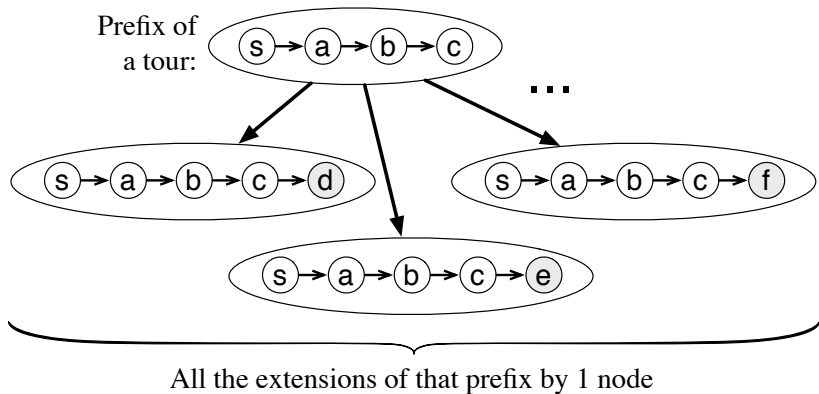 Prefix of
a tour:
s a b c
...
s a b c d
s a b c f
s a b c e
All the extensions of that prefix by 1 node